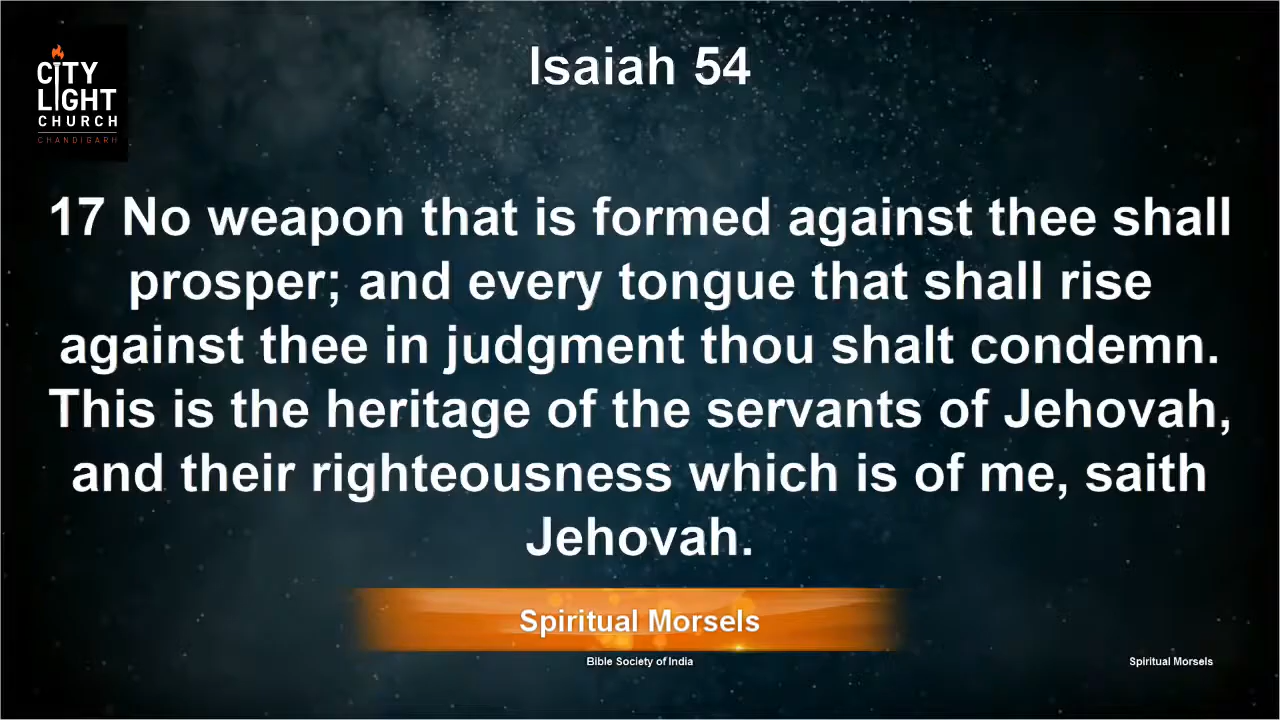 CITY
LIGHT
CHURCH
CHANDIGARH
Isaiah 54
17 No weapon that is formed against thee shall
prosper; and every tongue that shall rise
against thee in judgment thou shalt condemn.
This is the heritage of the servants of Jehovah,
and their righteousness which is of me, saith
Jehovah.
Spiritual Morsels
Bible Society of India
Spiritual Morsels